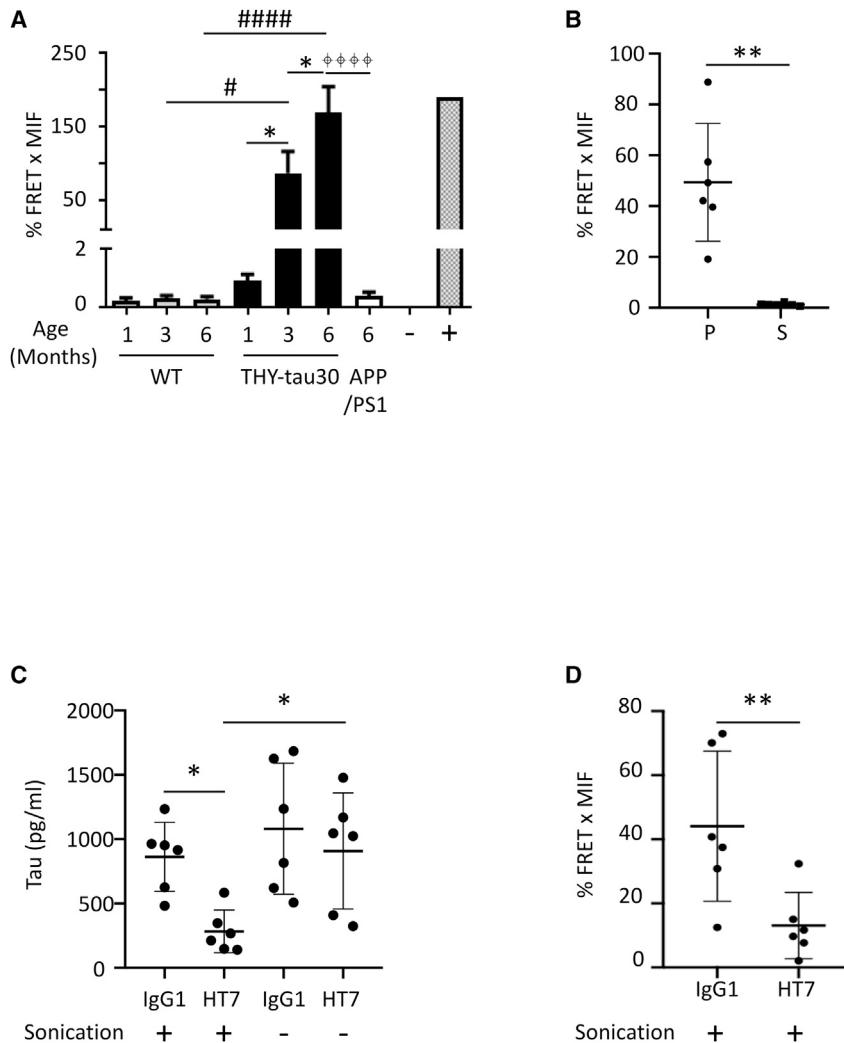 A
####
250
*
⌖⌖⌖⌖
#
150
*
50
2
0
% FRET x MIF
Age
(Months)
1 3 6 1 3 6 6 - +
WT THY-tau30 APP
/PS1
B
100
**
80
60
40
20
0
% FRET x MIF
P S
C
2000
*
1500
*
1000
500
0
Tau (pg/ml)
IgG1 HT7 IgG1 HT7
Sonication + + - -
D
80
**
60
40
20
0
% FRET x MIF
IgG1 HT7
Sonication + +